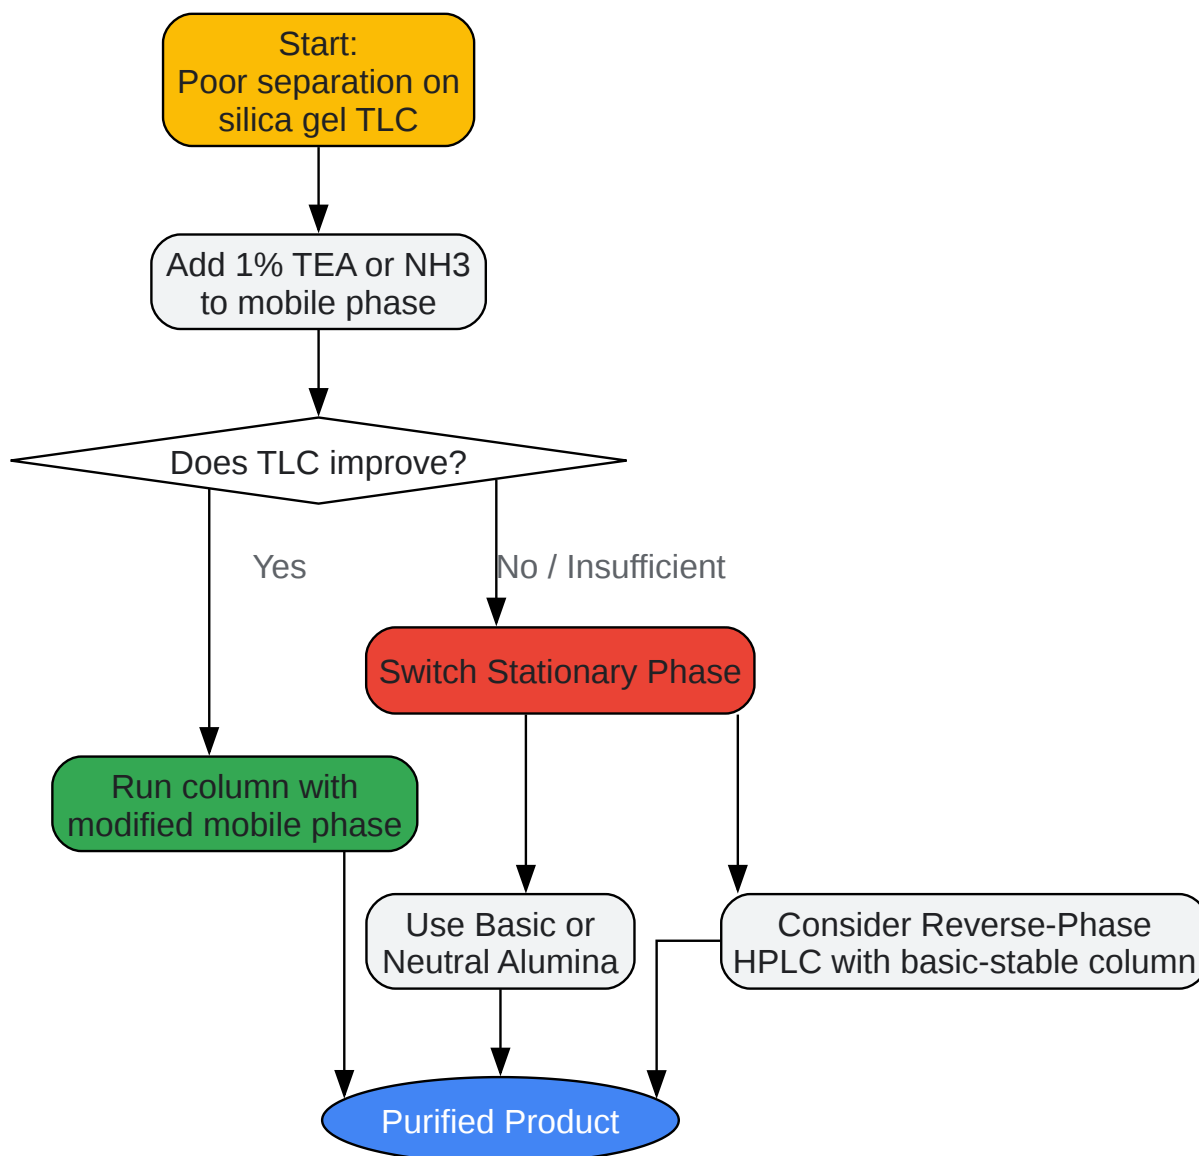 Start:
Poor separation on
silica gel TLC
Add 1% TEA or NH3
to mobile phase
Does TLC improve?
Yes
No / Insufficient
Switch Stationary Phase
Run column with
modified mobile phase
Use Basic or
Neutral Alumina
Consider Reverse-Phase
HPLC with basic-stable column
Purified Product